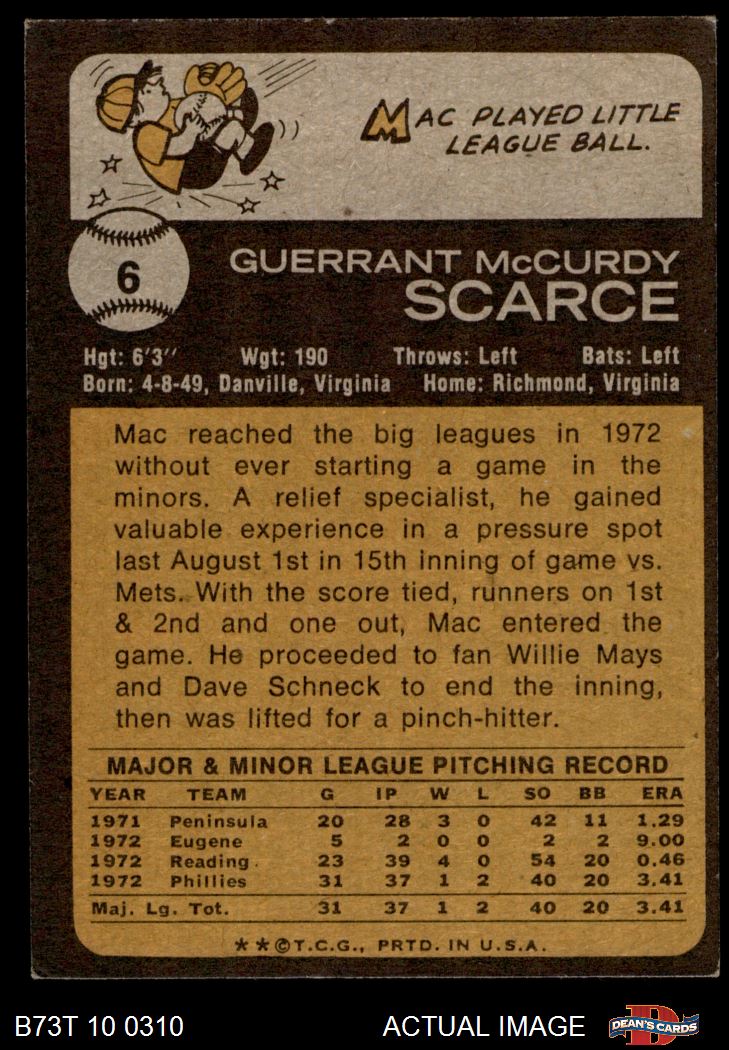 MAC PLAYED LITTLE
LEAGUE BALL.
6
GUERRANT McCURDY
SCARCE
Hgt: 6'3" Wgt: 190 Throws: Left Bats: Left
Born: 4-8-49, Danville, Virginia Home: Richmond, Virginia
Mac reached the big leagues in 1972
without ever starting a game in the
minors. A relief specialist, he gained
valuable experience in a pressure spot
last August 1st in 15th inning of game vs.
Mets. With the score tied, runners on 1st
& 2nd and one out, Mac entered the
game. He proceeded to fan Willie Mays
and Dave Schneck to end the inning,
then was lifted for a pinch-hitter.
MAJOR & MINOR LEAGUE PITCHING RECORD
YEAR TEAM G IP W L SO BB ERA
1971 Peninsula 20 28 3 0 42 11 1.29
1972 Eugene 5 2 0 0 2 2 9.00
1972 Reading 23 39 4 0 54 20 0.46
1972 Phillies 31 37 1 2 40 20 3.41
Maj. Lg. Tot. 31 37 1 2 40 20 3.41
**©T.C.G., PRTD. IN U.S.A.
B73T 10 0310 ACTUAL IMAGE D DEAN'S CARDS